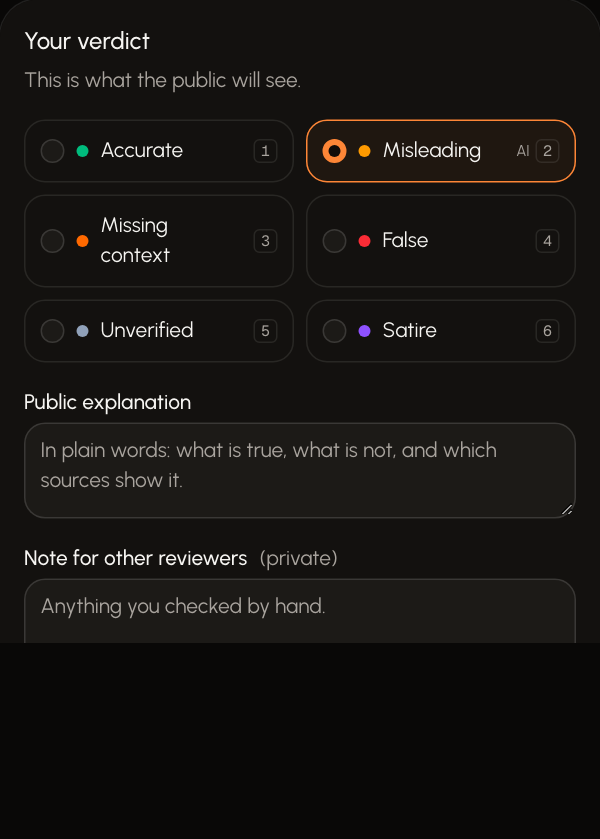 Your verdict
This is what the public will see.
Accurate 1
Misleading AI 2
Missing
context 3
False 4
Unverified 5
Satire 6
Public explanation
In plain words: what is true, what is not, and which
sources show it.
Note for other reviewers (private)
Anything you checked by hand.